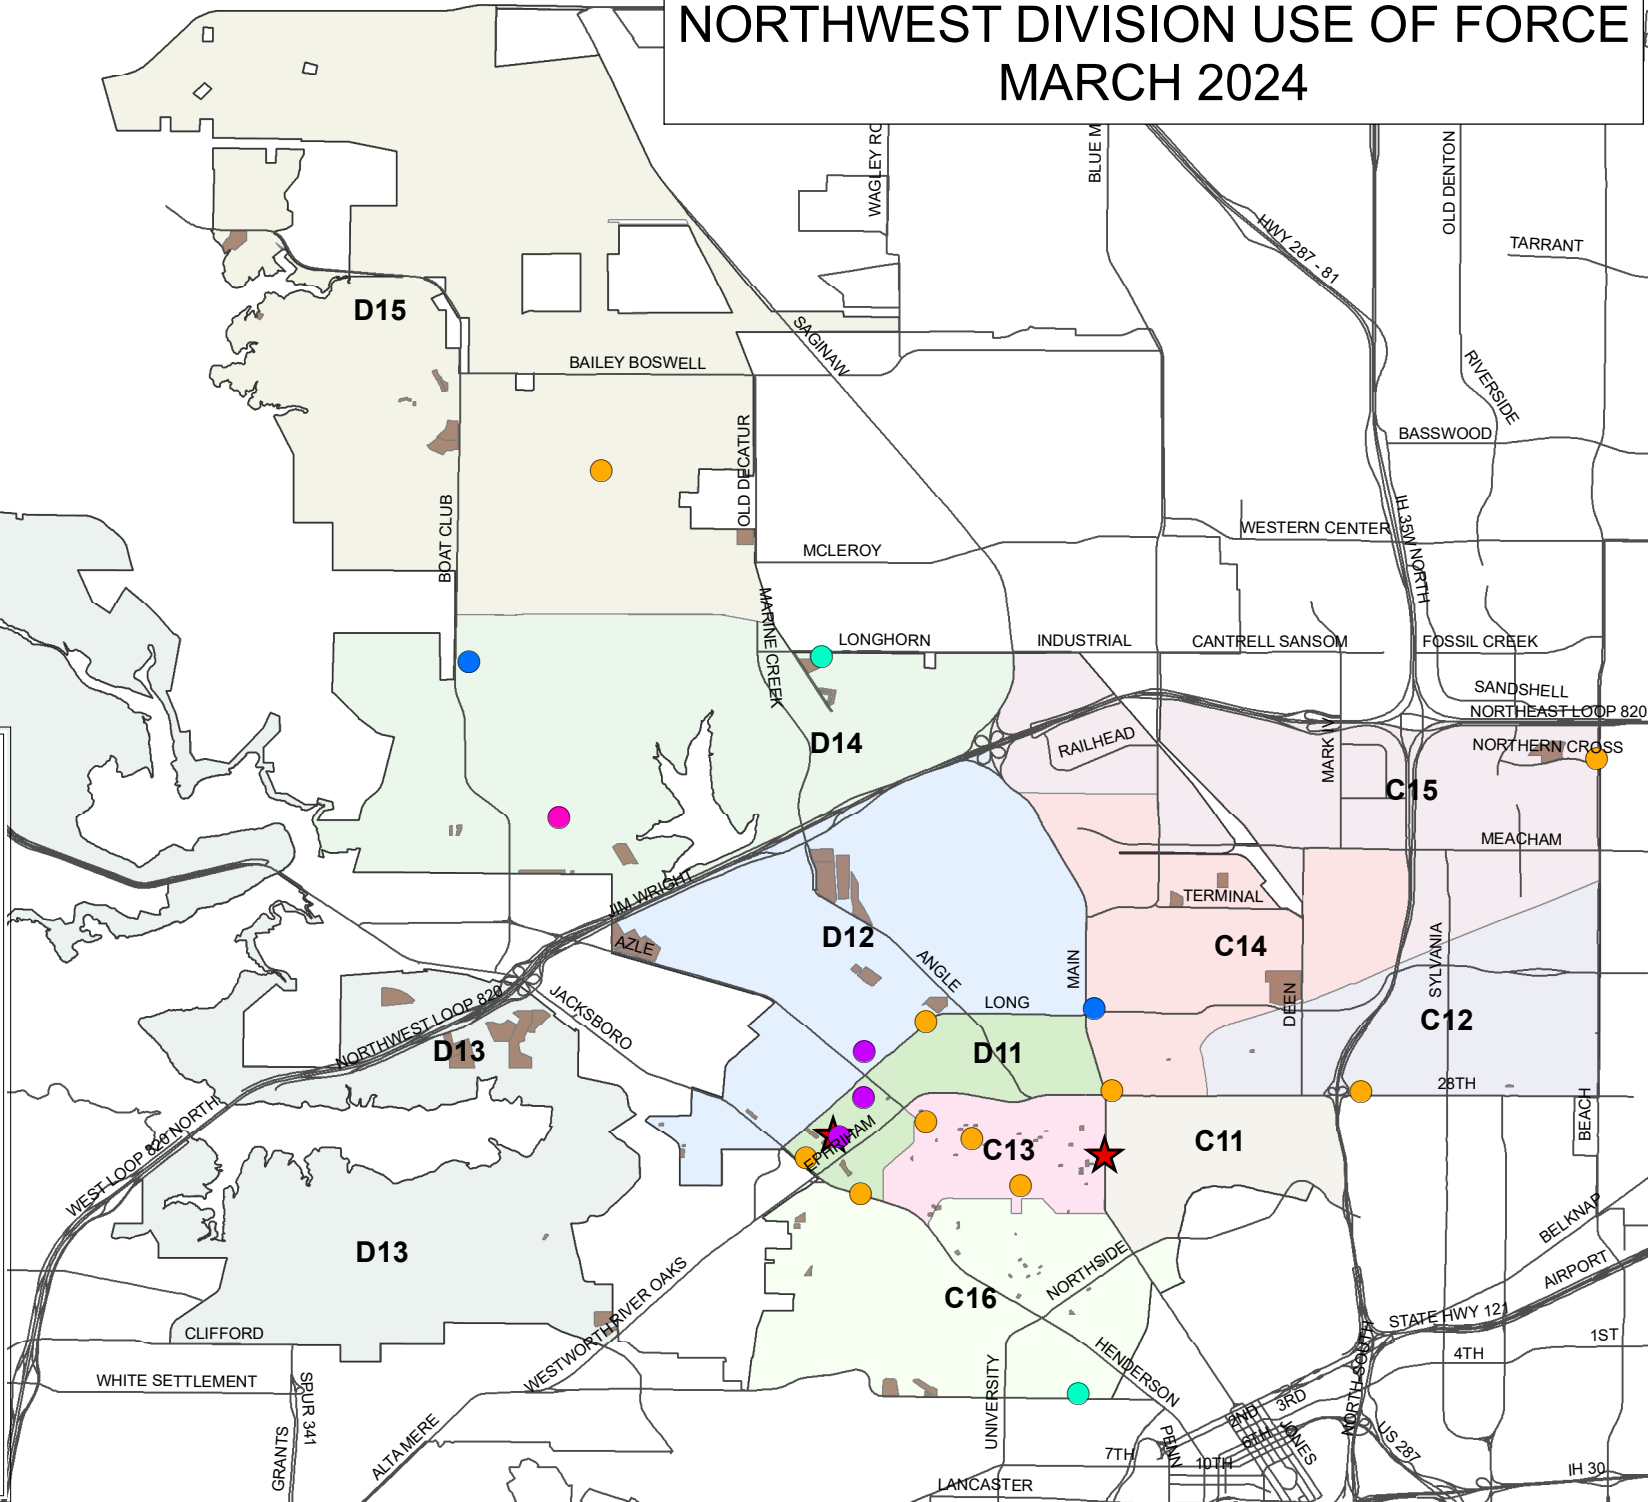 NORTHWEST DIVISION USE OF FORCE
MARCH 2024
WAGLEY RO
BLUE M
OLD DENTON
HWY 287 - 81
TARRANT
D15
SAGINAW
BAILEY BOSWELL
RIVERSIDE
BASSWOOD
OLD DECATUR
BOAT CLUB
IH 35W NORTH
WESTERN CENTER
MCLEROY
MARINE CREEK
LONGHORN
INDUSTRIAL
CANTRELL SANSOM
FOSSIL CREEK
SANDSHELL
NORTHEAST LOOP 820
D14
RAILHEAD
MARK IV
NORTHERN CROSS
C15
MEACHAM
JIM WRIGHT
TERMINAL
AZLE
D12
ANGLE
MAIN
C14
SYLVANIA
LONG
DEEN
C12
JACKSBORO
NORTHWEST LOOP 820
D13
D11
28TH
BEACH
WEST LOOP 820 NORTH
EPHRIHAM
C13
C11
D13
NORTHSIDE
BELKNAP
AIRPORT
C16
RIVER OAKS
WESTWORTH
STATE HWY 121
CLIFFORD
1ST
4TH
HENDERSON
NORTH-SOUTH
WHITE SETTLEMENT
SPUR 341
UNIVERSITY
3RD
2ND
6TH
JONES
US 287
ALTA MERE
GRANTS
PENN
7TH
10TH
IH 30
LANCASTER